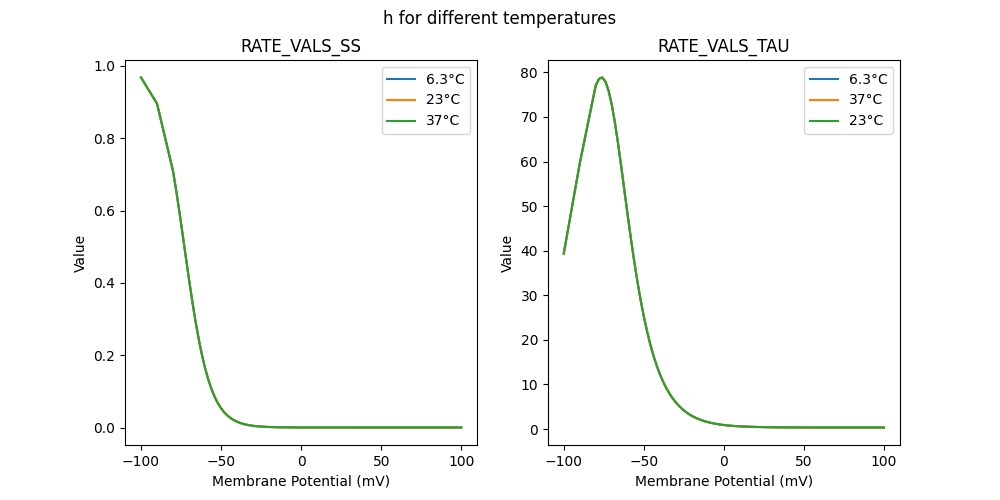 h for different temperatures
RATE_VALS_SS
1.0
0.8
0.6
0.4
0.2
0.0
Value
−100
−50
0
50
100
Membrane Potential (mV)
6.3°C
23°C
37°C
RATE_VALS_TAU
80
70
60
50
40
30
20
10
0
Value
−100
−50
0
50
100
Membrane Potential (mV)
6.3°C
37°C
23°C